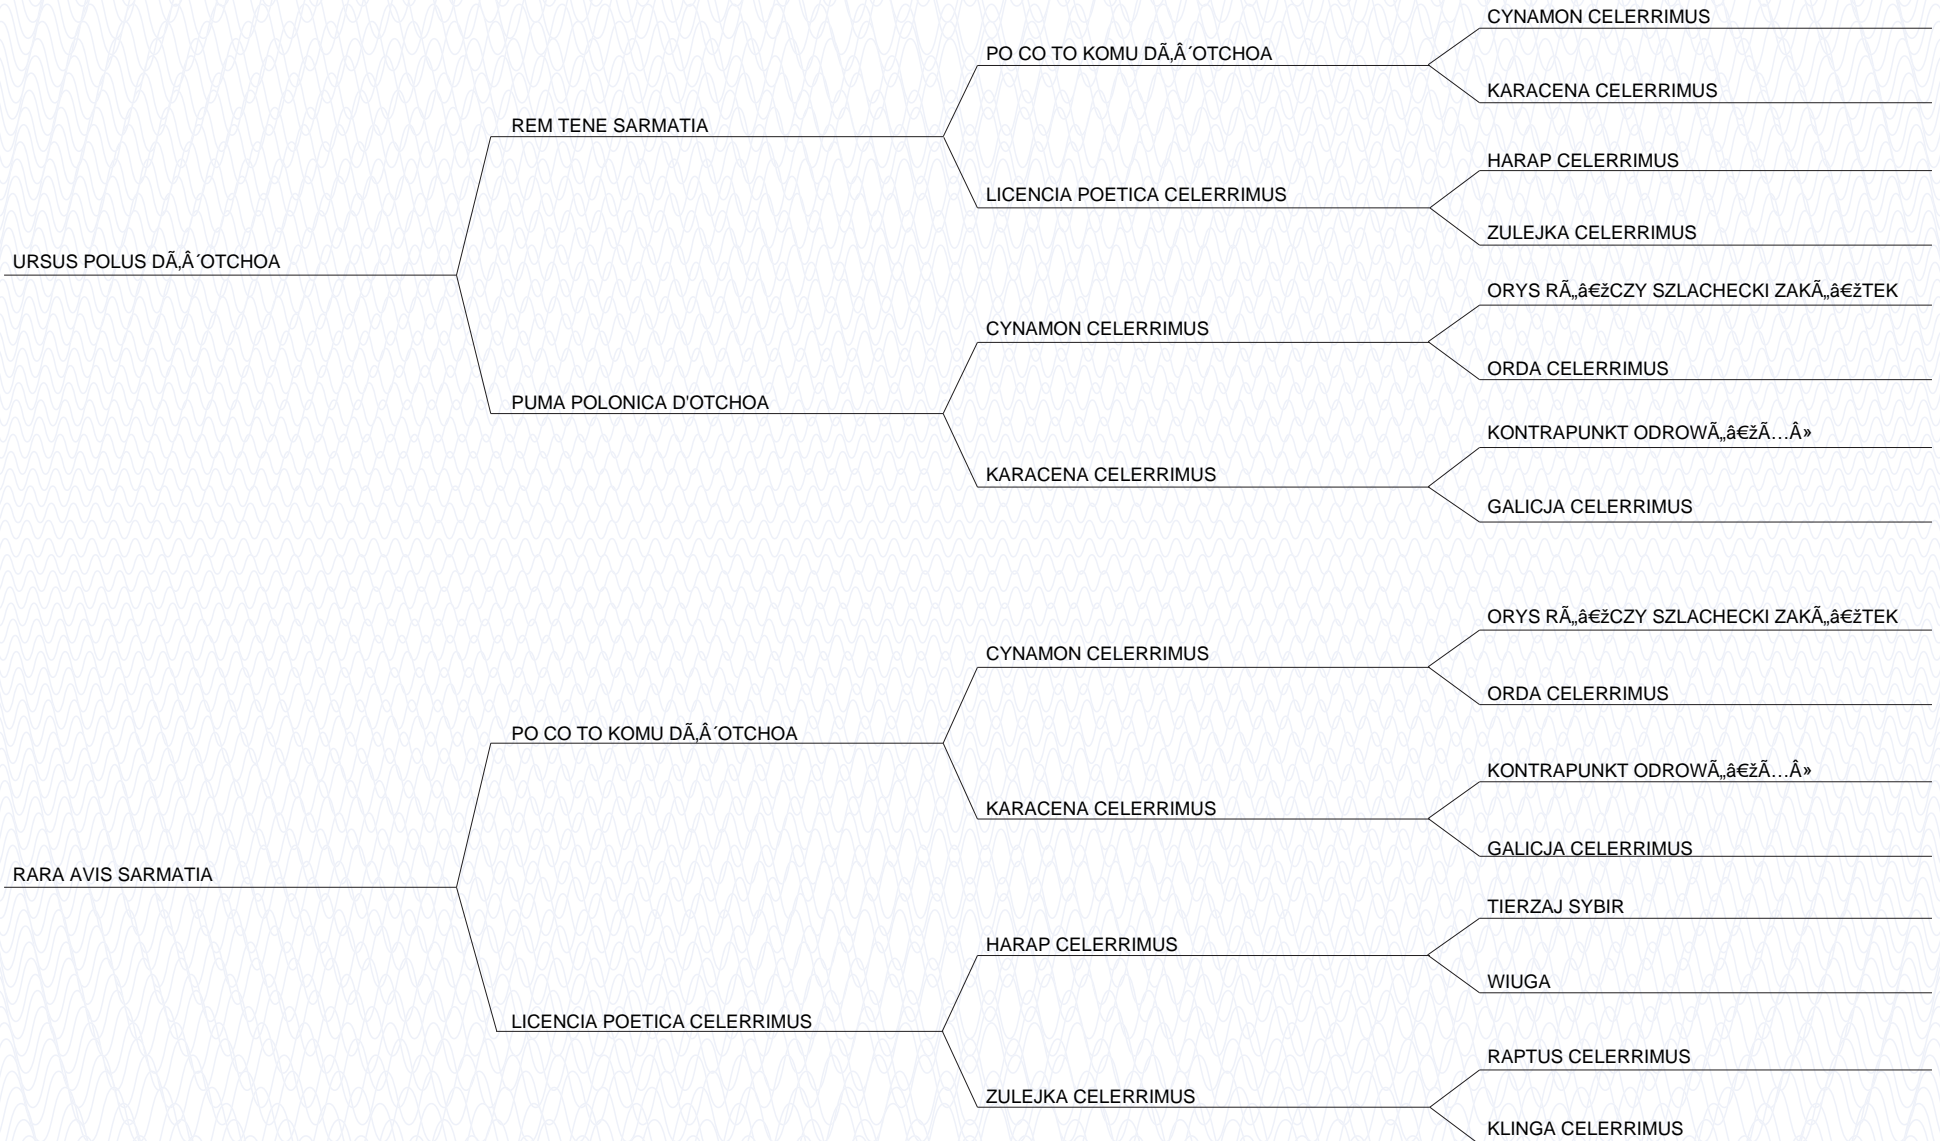 CYNAMON CELERRIMUS
PO CO TO KOMU DÃ‚Â´OTCHOA
KARACENA CELERRIMUS
REM TENE SARMATIA
HARAP CELERRIMUS
LICENCIA POETICA CELERRIMUS
ZULEJKA CELERRIMUS
URSUS POLUS DÃ‚Â´OTCHOA
ORYS RÃ„â€žCZY SZLACHECKI ZAKÃ„â€žTEK
CYNAMON CELERRIMUS
ORDA CELERRIMUS
PUMA POLONICA D'OTCHOA
KONTRAPUNKT ODROWÃ„â€žÃ…Â»
KARACENA CELERRIMUS
GALICJA CELERRIMUS
ORYS RÃ„â€žCZY SZLACHECKI ZAKÃ„â€žTEK
CYNAMON CELERRIMUS
ORDA CELERRIMUS
PO CO TO KOMU DÃ‚Â´OTCHOA
KONTRAPUNKT ODROWÃ„â€žÃ…Â»
KARACENA CELERRIMUS
GALICJA CELERRIMUS
RARA AVIS SARMATIA
TIERZAJ SYBIR
HARAP CELERRIMUS
WIUGA
LICENCIA POETICA CELERRIMUS
RAPTUS CELERRIMUS
ZULEJKA CELERRIMUS
KLINGA CELERRIMUS